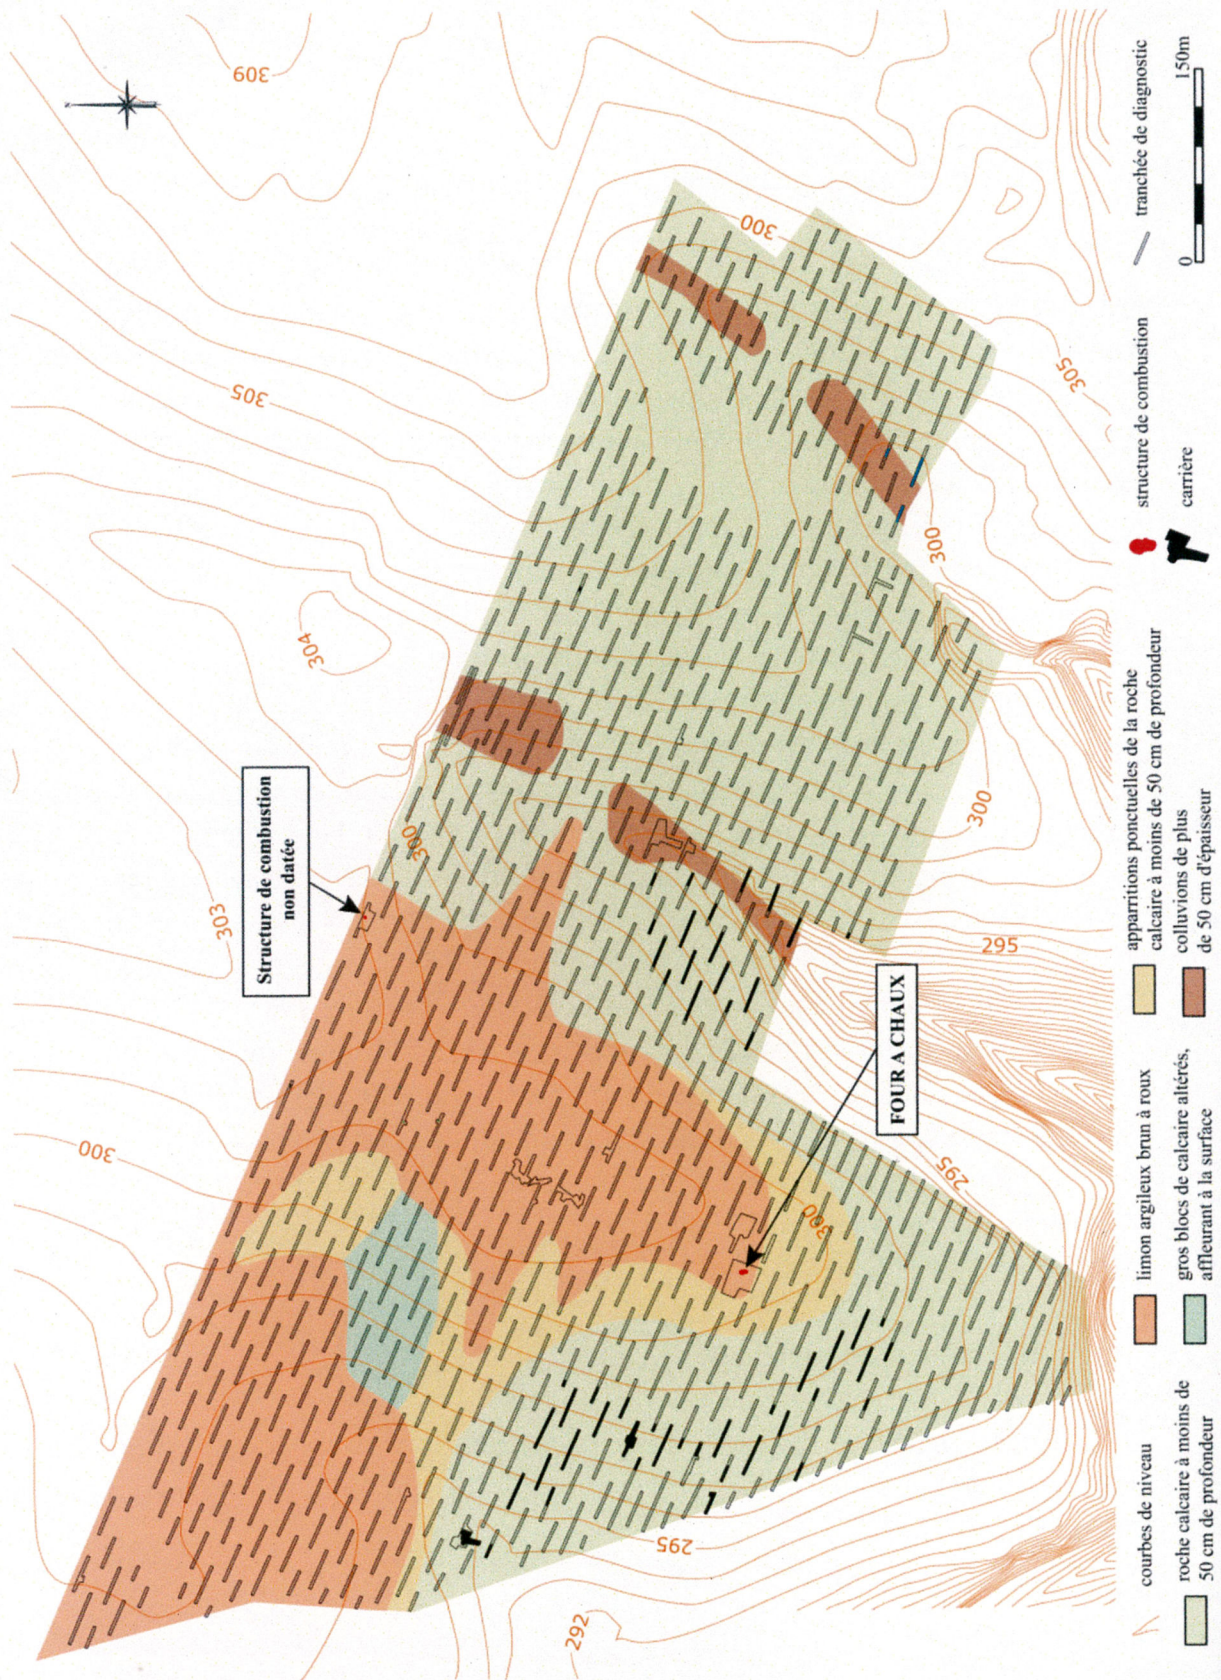 309
305
304
303
300
300
300
305
300
300
295
300
295
295
292
Structure de combustion
non datée
FOUR A CHAUX
courbes de niveau
roche calcaire à moins de
50 cm de profondeur
limon argileux brun à roux
gros blocs de calcaire altérés,
affleurant à la surface
apparitions ponctuelles de la roche
calcaire à moins de 50 cm de profondeur
colluvions de plus
de 50 cm d'épaisseur
structure de combustion
carrière
tranchée de diagnostic
0 150m